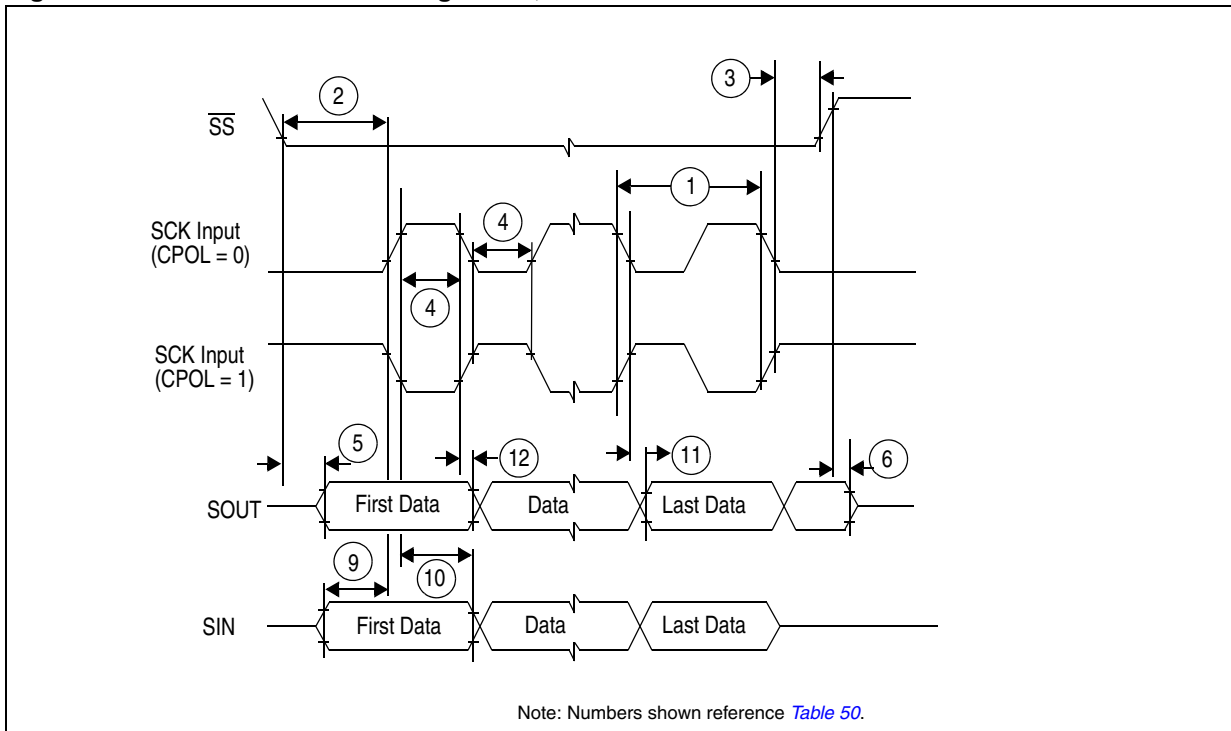 3
2
SS
1
SCK Input
(CPOL = 0)
4
4
SCK Input
(CPOL = 1)
5
12
11
6
SOUT
First Data
Data
Last Data
9
10
SIN
First Data
Data
Last Data
Note: Numbers shown reference Table 50.